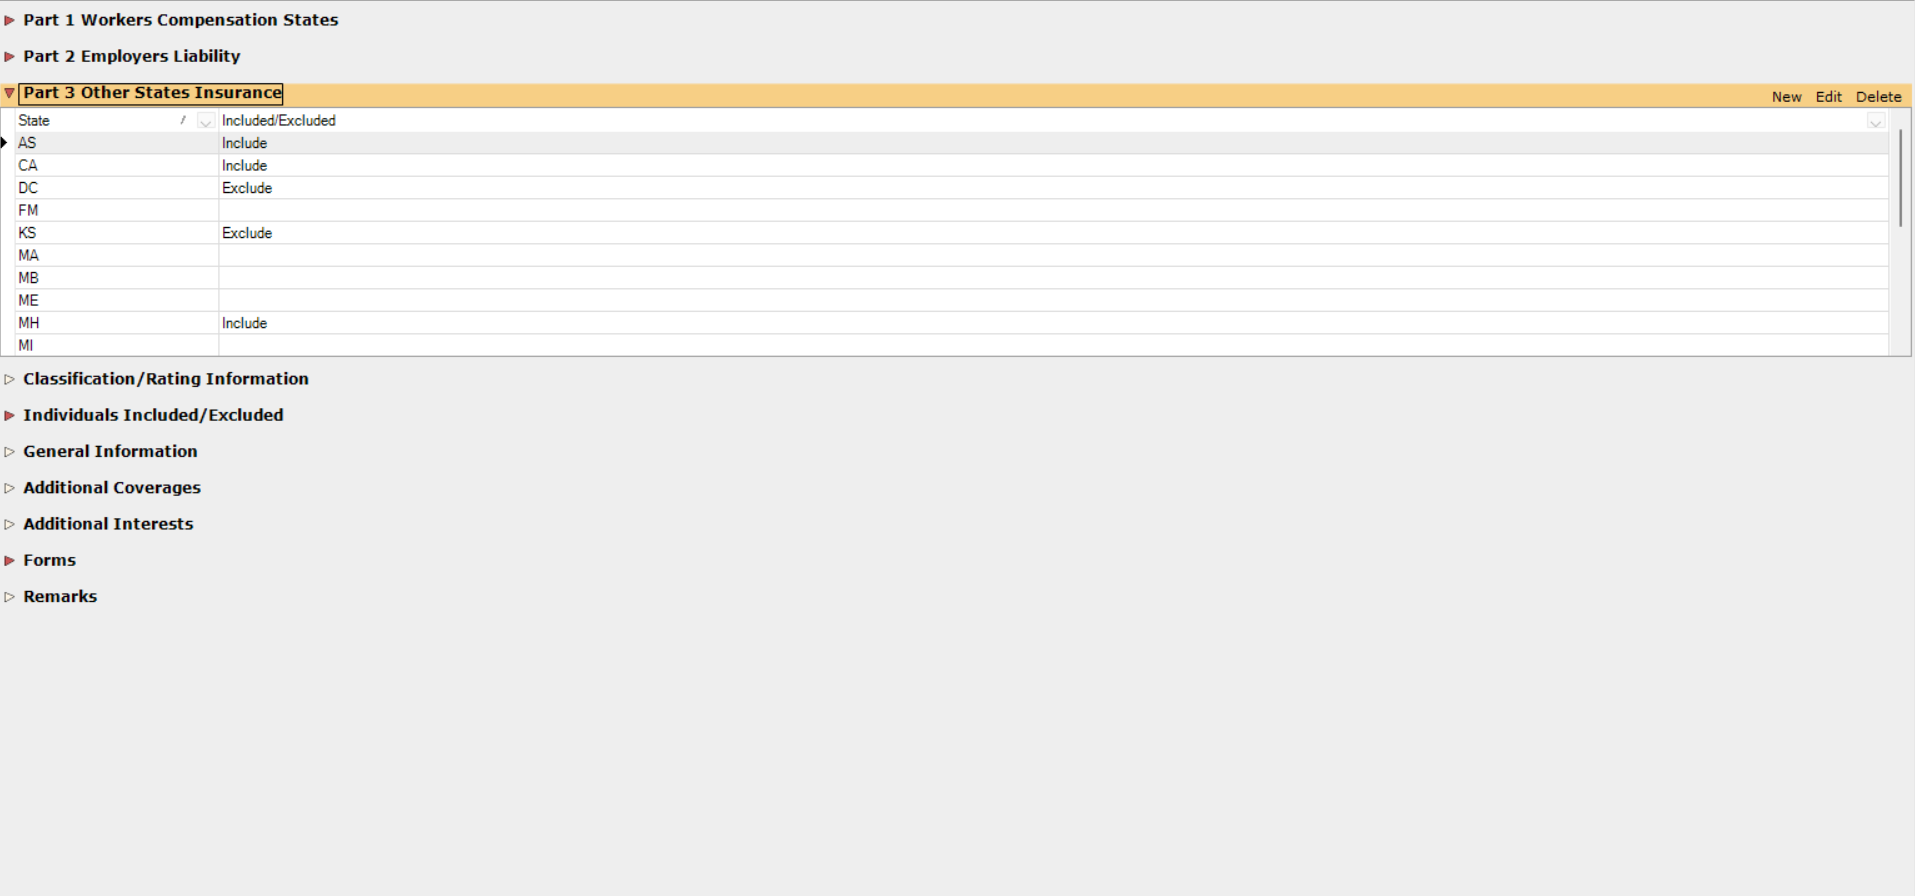 Part 1 Workers Compensation States
Part 2 Employers Liability
Part 3 Other States Insurance New Edit Delete
State / Included/Excluded
AS Include
CA Include
DC Exclude
FM
KS Exclude
MA
MB
ME
MH Include
MI
Classification/Rating Information
Individuals Included/Excluded
General Information
Additional Coverages
Additional Interests
Forms
Remarks